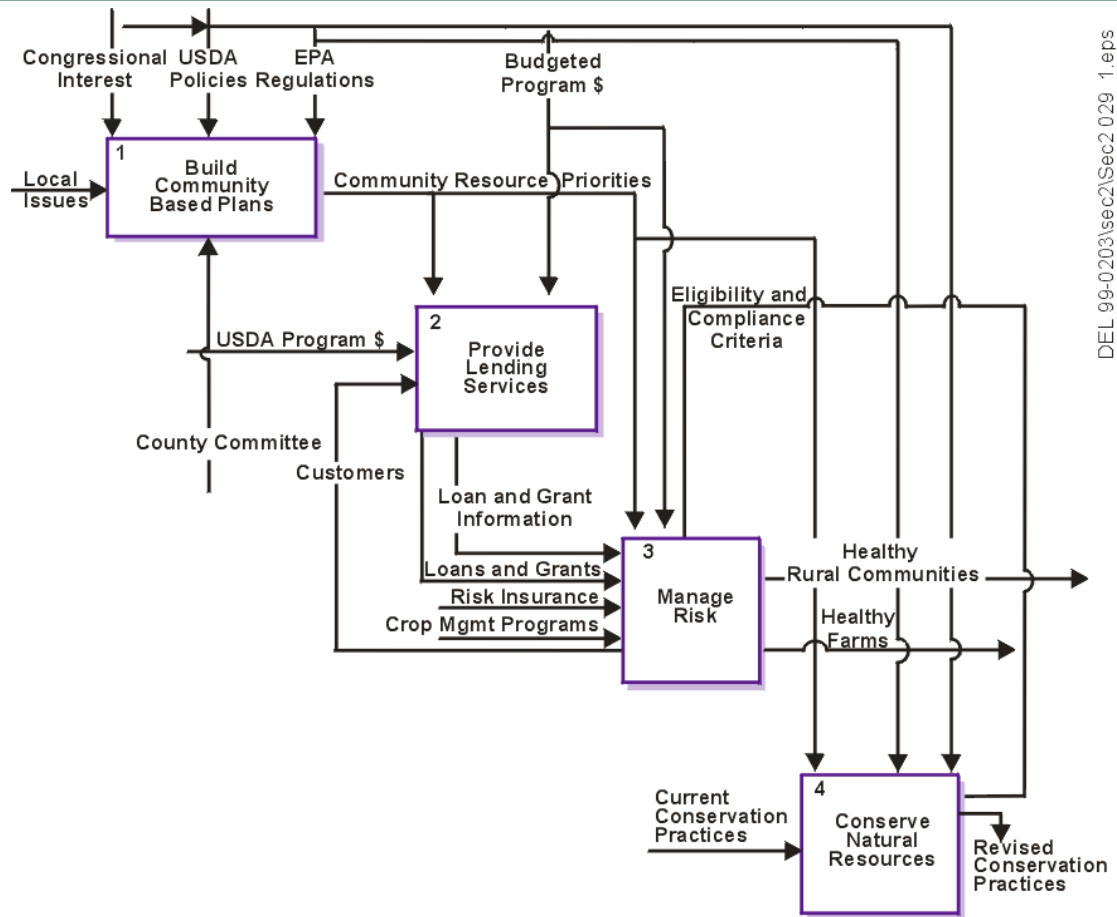 Congressional
Interest
USDA
Policies
EPA
Regulations
Budgeted
Program $
1
Build
Community
Based Plans
Local
Issues
Community Resource Priorities
2
Provide
Lending
Services
USDA Program $
Eligibility and
Compliance
Criteria
County Committee
Customers
Loan and Grant
Information
Loans and Grants
Risk Insurance
Crop Mgmt Programs
3
Manage
Risk
Healthy
Rural Communities
Healthy
Farms
4
Conserve
Natural
Resources
Current
Conservation
Practices
Revised
Conservation
Practices
DEL 99-0203\sec2\Sec2 029 1.eps